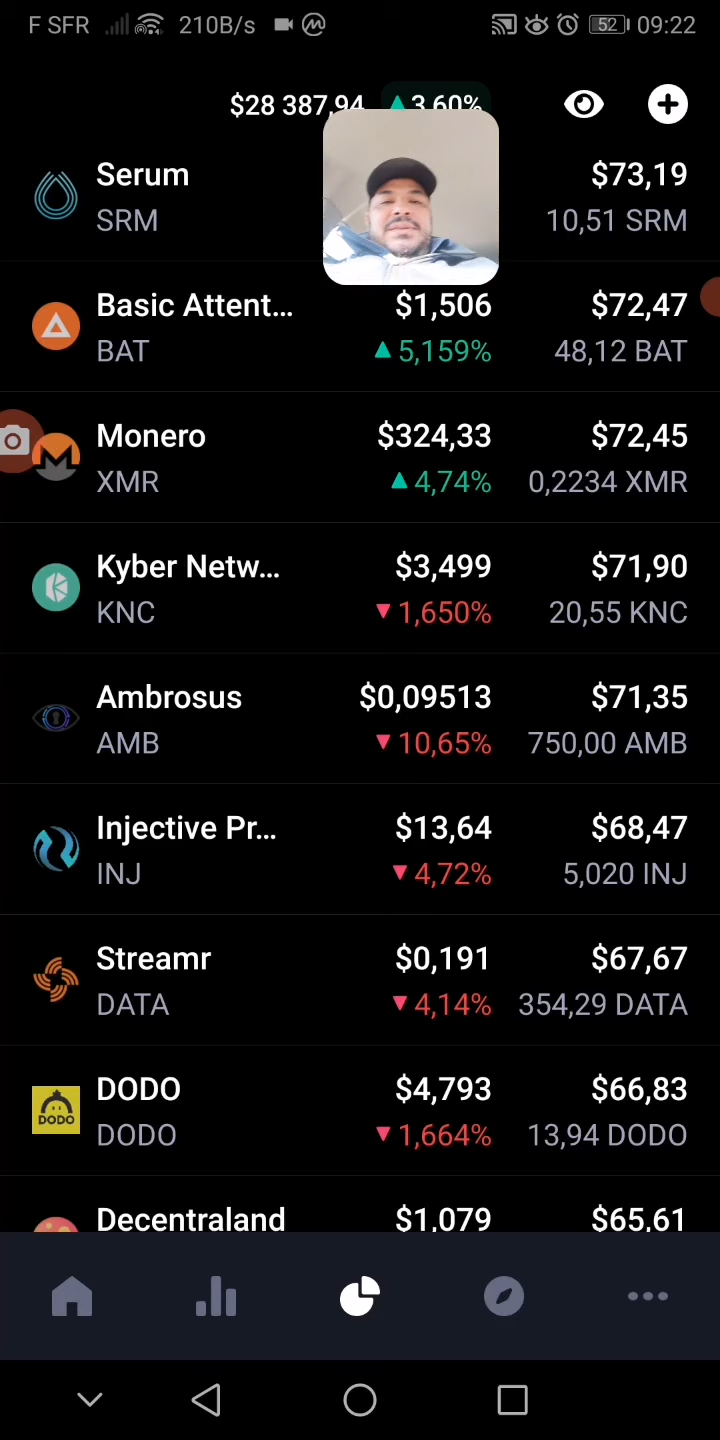 F SFR 210B/s 52 09:22
$28 387,94 ▲3,60%
Serum $73,19
SRM 10,51 SRM
Basic Attent... $1,506 $72,47
BAT ▲5,159% 48,12 BAT
Monero $324,33 $72,45
XMR ▲4,74% 0,2234 XMR
Kyber Netw... $3,499 $71,90
KNC ▼1,650% 20,55 KNC
Ambrosus $0,09513 $71,35
AMB ▼10,65% 750,00 AMB
Injective Pr... $13,64 $68,47
INJ ▼4,72% 5,020 INJ
Streamr $0,191 $67,67
DATA ▼4,14% 354,29 DATA
DODO
DODO $4,793 $66,83
DODO ▼1,664% 13,94 DODO
Decentraland $1,079 $65,61